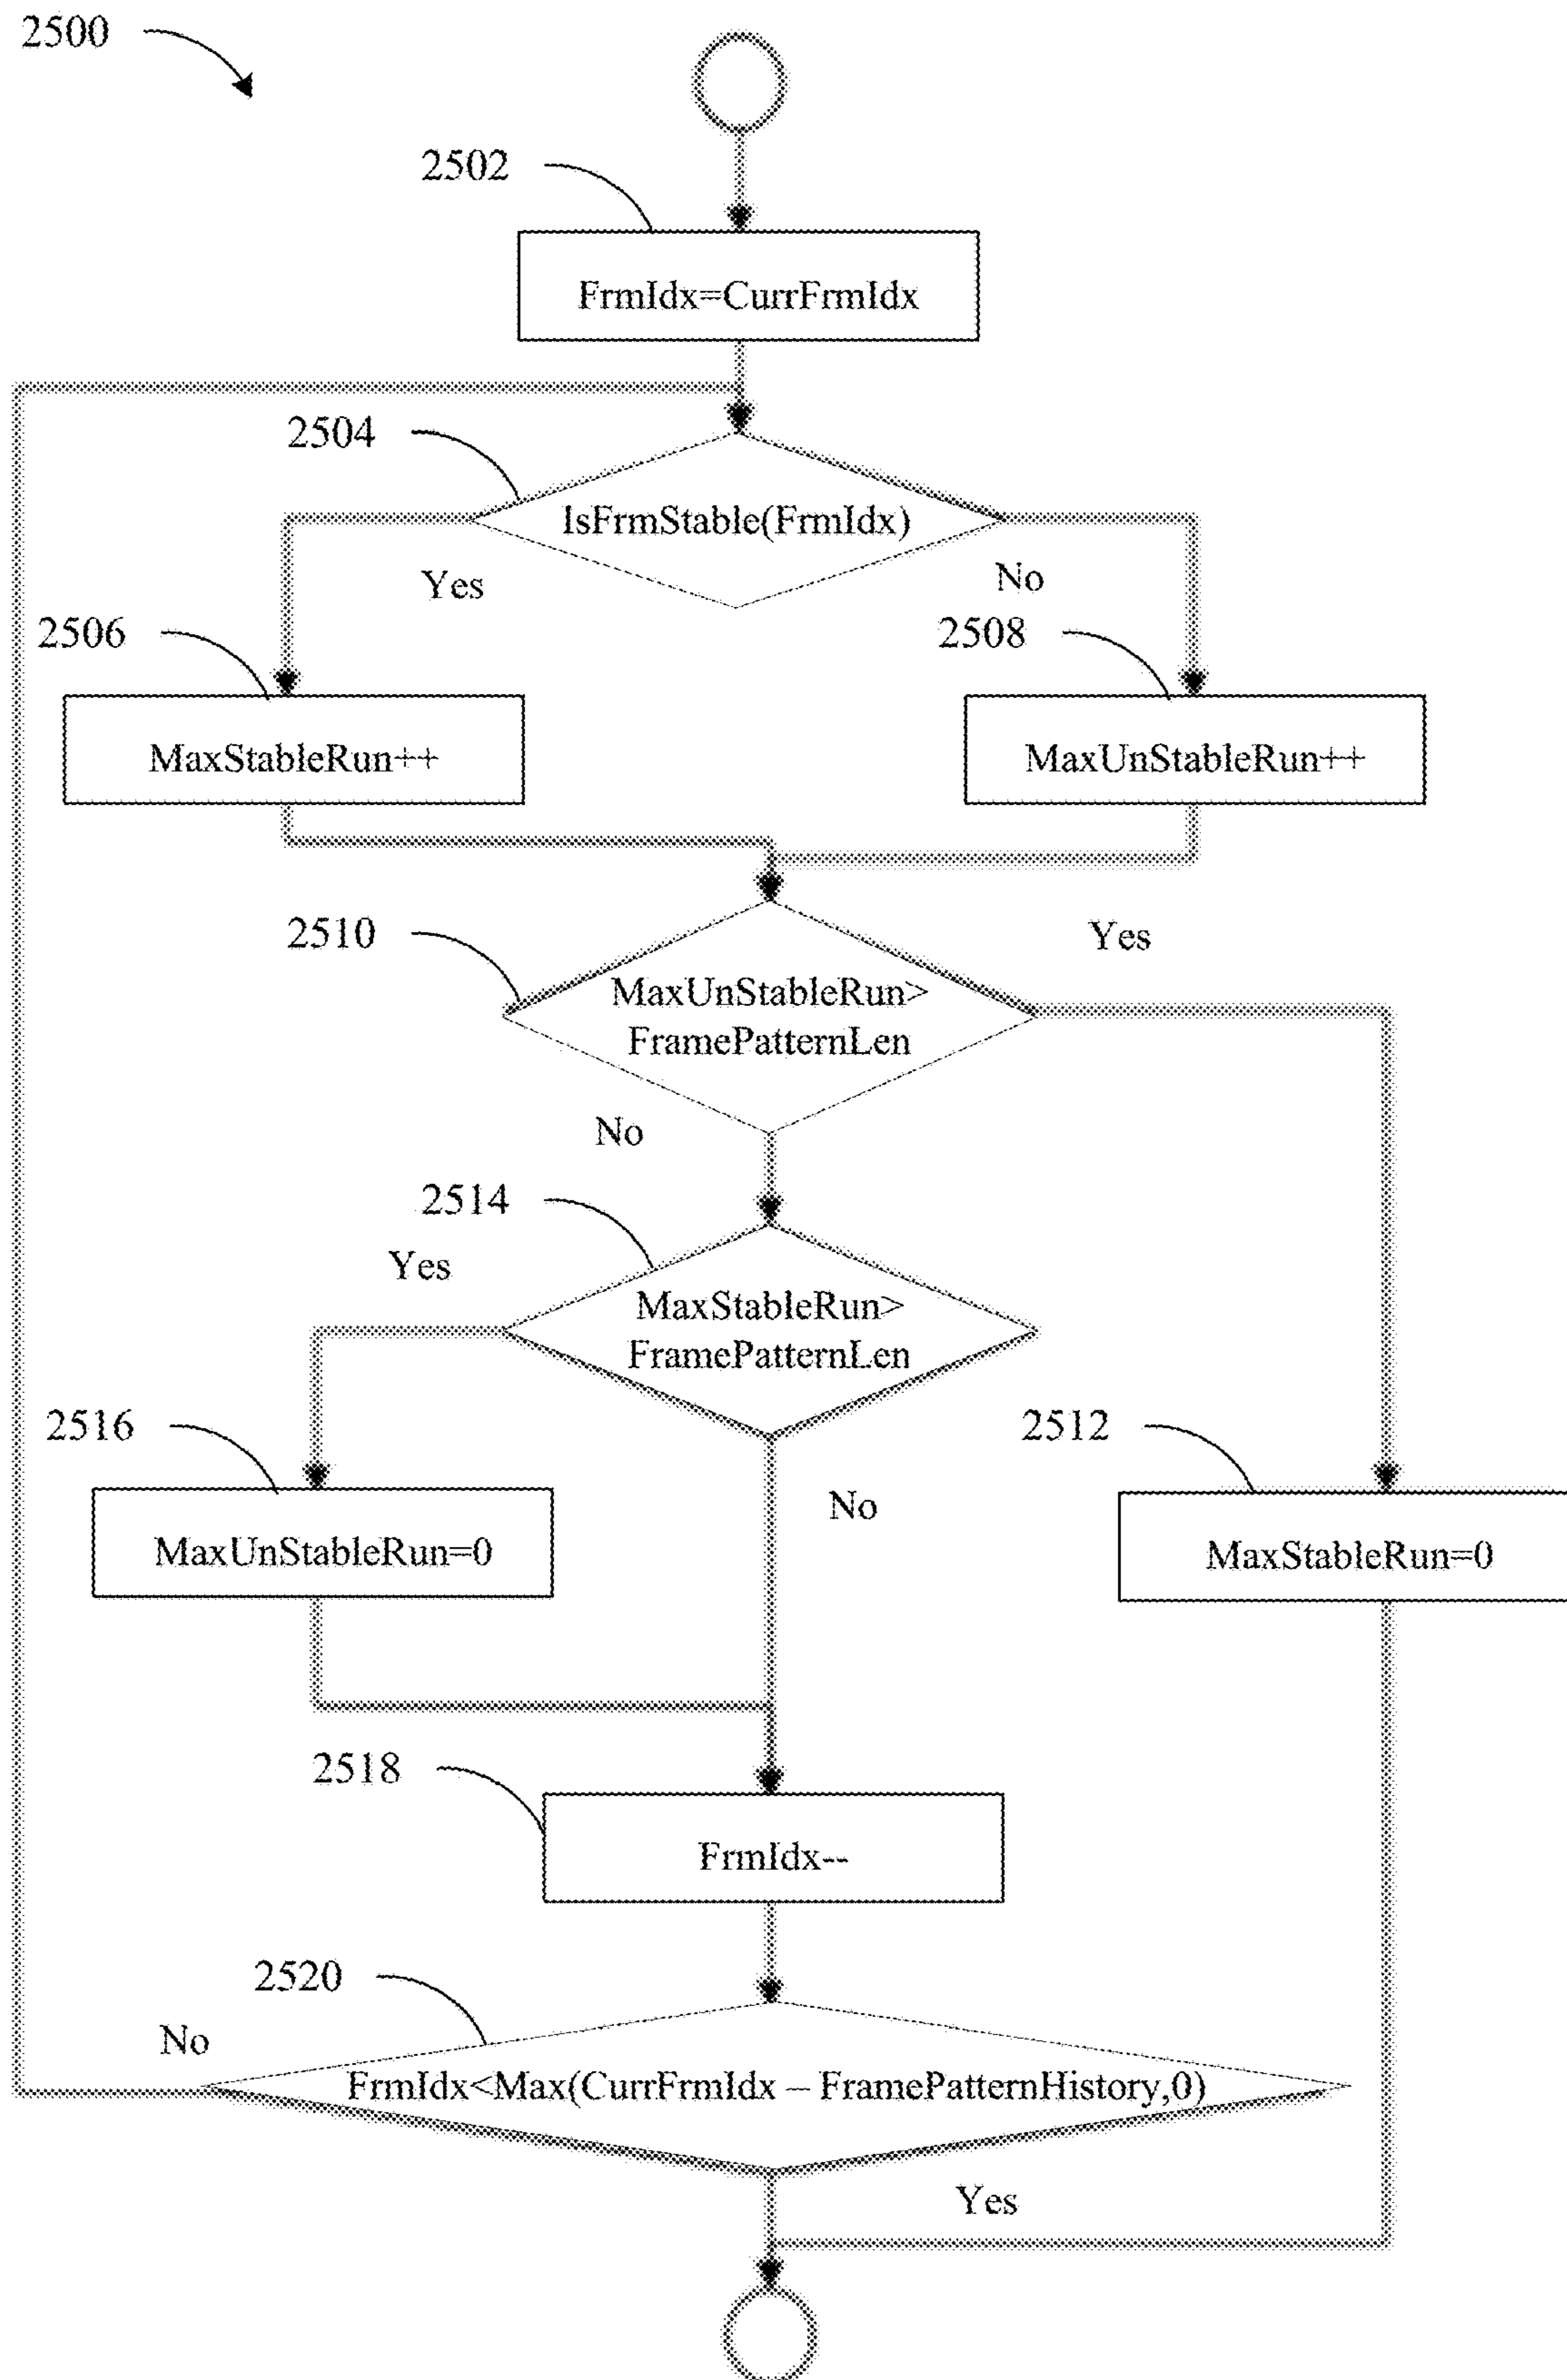 2500
2502
FrmIdx=CurrFrmIdx
2504
IsFrmStable(FrmIdx)
Yes
No
2506
2508
MaxStableRun++
MaxUnStableRun++
2510
Yes
MaxUnStableRun>
FramePatternLen
No
2514
Yes
MaxStableRun>
FramePatternLen
2516
2512
No
MaxUnStableRun=0
MaxStableRun=0
2518
FrmIdx--
2520
No
FrmIdx<Max(CurrFrmIdx – FramePatternHistory,0)
Yes